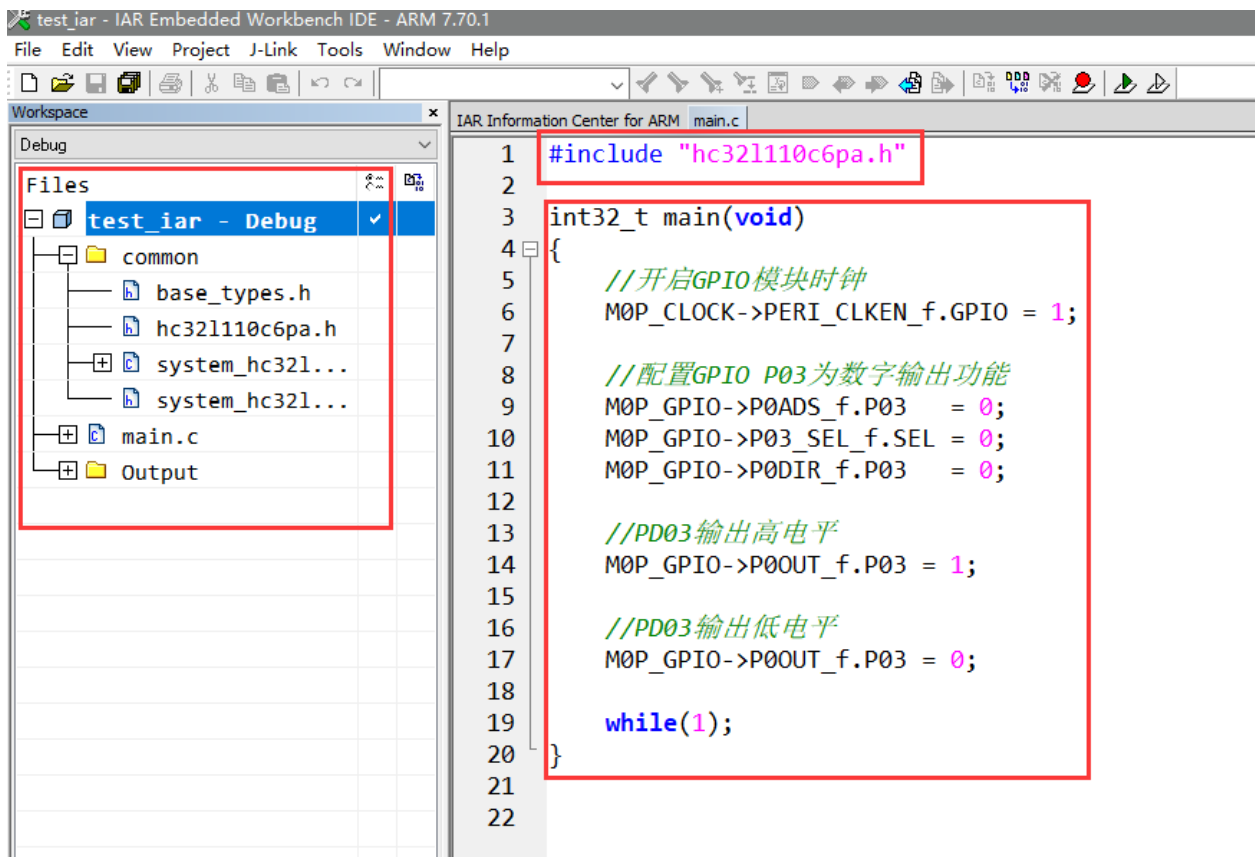 test_iar - IAR Embedded Workbench IDE - ARM 7.70.1
File Edit View Project J-Link Tools Window Help
Workspace
Debug
Files
test_iar - Debug
common
base_types.h
hc32l110c6pa.h
system_hc32l...
system_hc32l...
main.c
Output
IAR Information Center for ARM main.c
1 #include "hc32l110c6pa.h"
2
3 int32_t main(void)
4 {
5 //开启GPIO模块时钟
6 M0P_CLOCK->PERI_CLKEN_f.GPIO = 1;
7
8 //配置GPIO P03为数字输出功能
9 M0P_GPIO->P0ADS_f.P03 = 0;
10 M0P_GPIO->P03_SEL_f.SEL = 0;
11 M0P_GPIO->P0DIR_f.P03 = 0;
12
13 //PD03输出高电平
14 M0P_GPIO->P0OUT_f.P03 = 1;
15
16 //PD03输出低电平
17 M0P_GPIO->P0OUT_f.P03 = 0;
18
19 while(1);
20 }
21
22